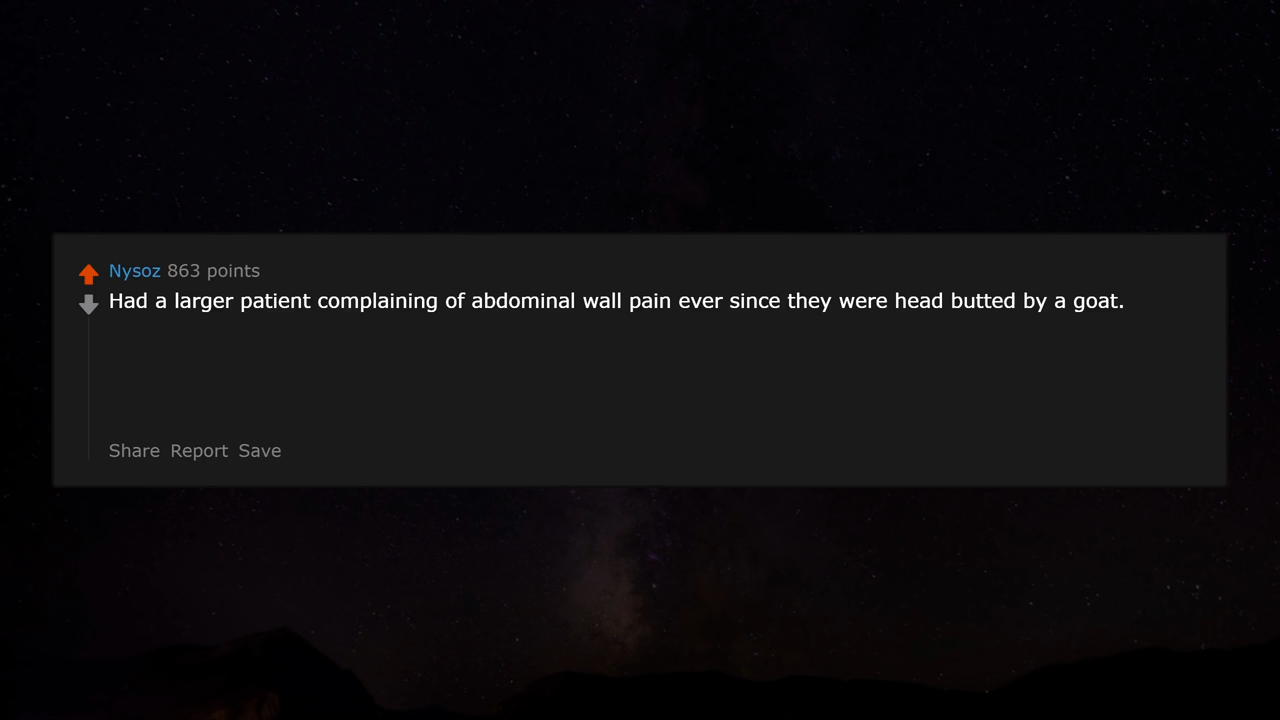 Nysoz 863 points
Had a larger patient complaining of abdominal wall pain ever since they were head butted by a goat.
Share Report Save